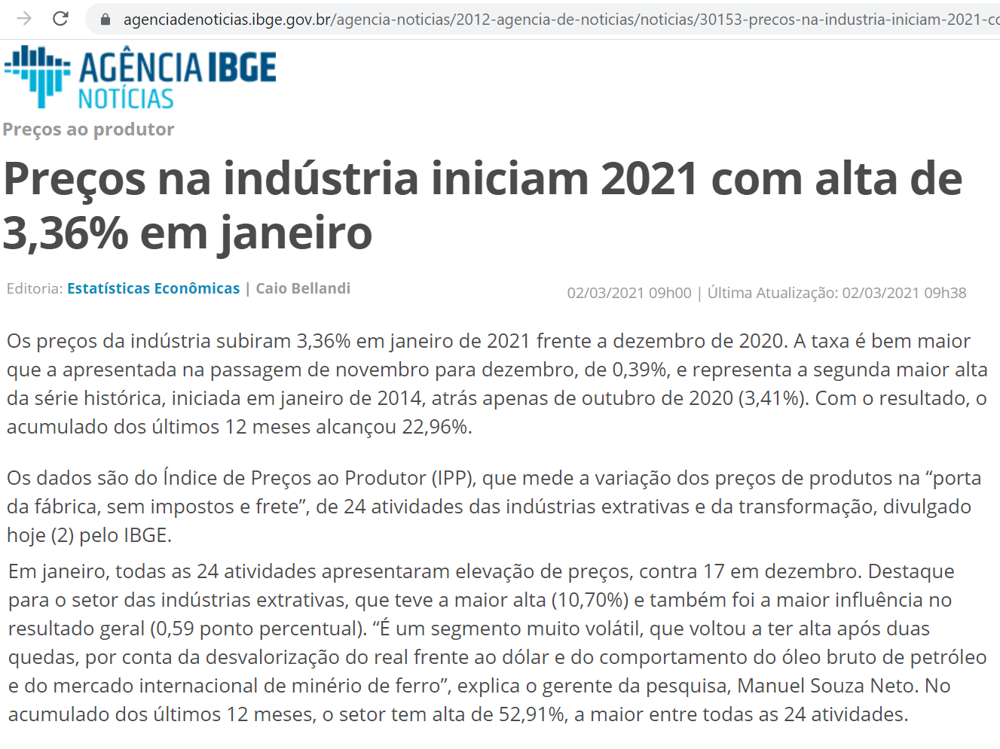 agenciadenoticias.ibge.gov.br/agencia-noticias/2012-agencia-de-noticias/noticias/30153-precos-na-industria-iniciam-2021-co
AGÊNCIA IBGE
NOTÍCIAS
Preços ao produtor
Preços na indústria iniciam 2021 com alta de
3,36% em janeiro
Editoria: Estatísticas Econômicas | Caio Bellandi
02/03/2021 09h00 | Última Atualização: 02/03/2021 09h38
Os preços da indústria subiram 3,36% em janeiro de 2021 frente a dezembro de 2020. A taxa é bem maior
que a apresentada na passagem de novembro para dezembro, de 0,39%, e representa a segunda maior alta
da série histórica, iniciada em janeiro de 2014, atrás apenas de outubro de 2020 (3,41%). Com o resultado, o
acumulado dos últimos 12 meses alcançou 22,96%.
Os dados são do Índice de Preços ao Produtor (IPP), que mede a variação dos preços de produtos na “porta
da fábrica, sem impostos e frete”, de 24 atividades das indústrias extrativas e da transformação, divulgado
hoje (2) pelo IBGE.
Em janeiro, todas as 24 atividades apresentaram elevação de preços, contra 17 em dezembro. Destaque
para o setor das indústrias extrativas, que teve a maior alta (10,70%) e também foi a maior influência no
resultado geral (0,59 ponto percentual). “É um segmento muito volátil, que voltou a ter alta após duas
quedas, por conta da desvalorização do real frente ao dólar e do comportamento do óleo bruto de petróleo
e do mercado internacional de minério de ferro”, explica o gerente da pesquisa, Manuel Souza Neto. No
acumulado dos últimos 12 meses, o setor tem alta de 52,91%, a maior entre todas as 24 atividades.